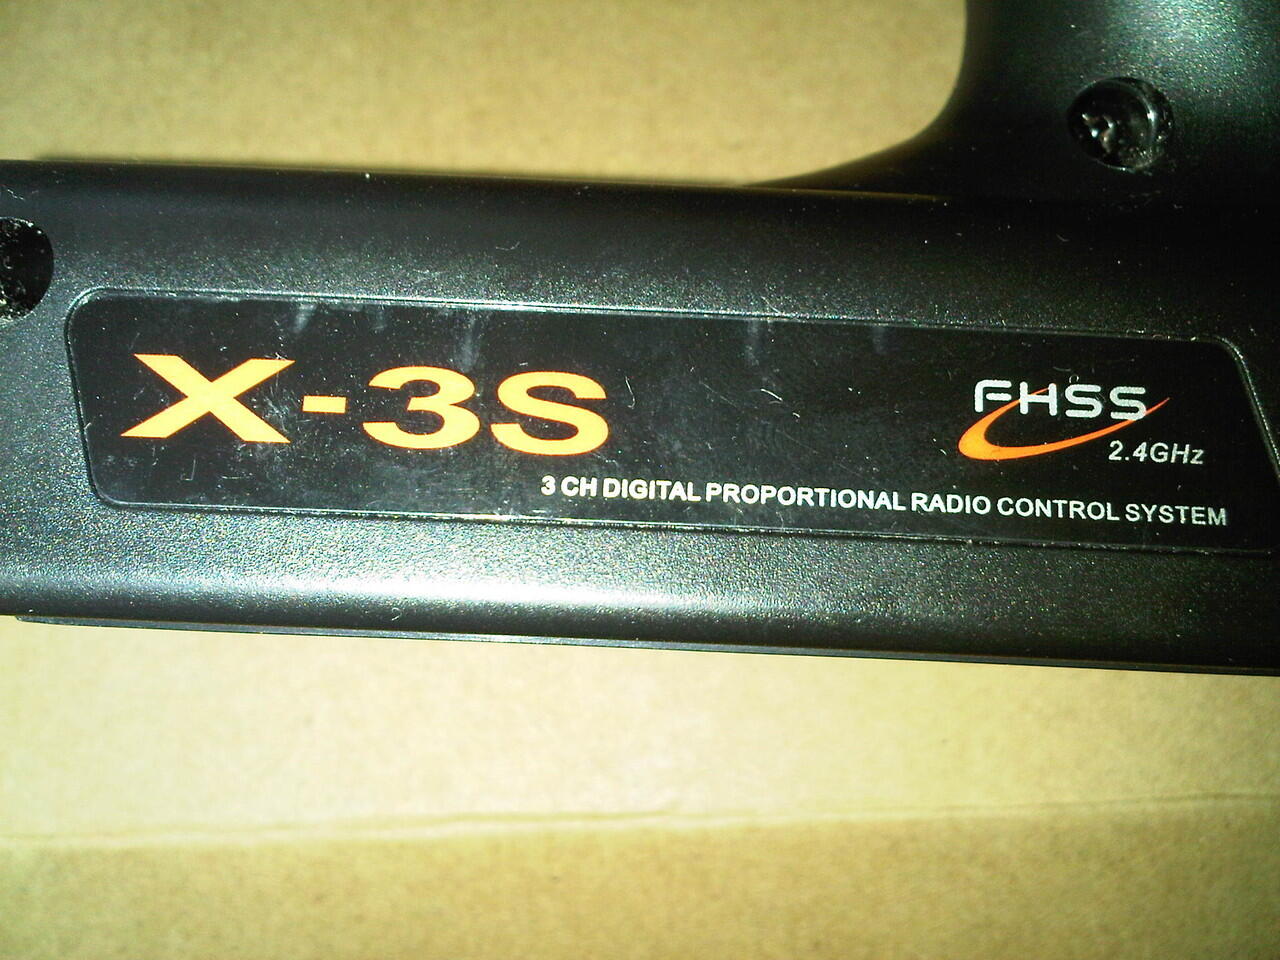 X-3S
FHSS
2.4GHz
3 CH DIGITAL PROPORTIONAL RADIO CONTROL SYSTEM